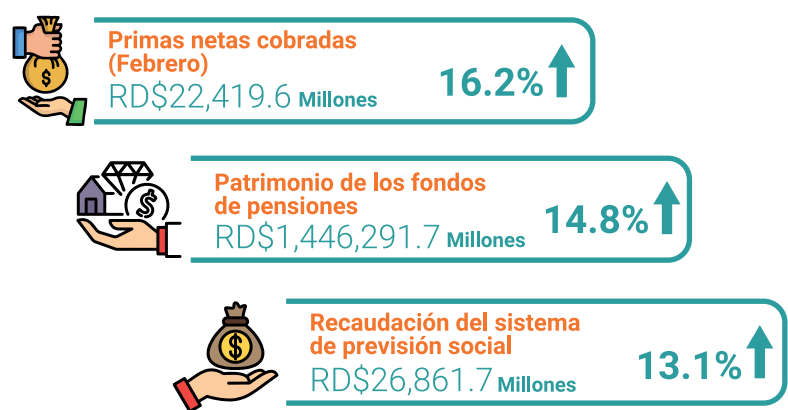 Primas netas cobradas
(Febrero)
RD$22,419.6 Millones
16.2%
Patrimonio de los fondos
de pensiones
RD$1,446,291.7 Millones
14.8%
Recaudación del sistema
de previsión social
RD$26,861.7 Millones
13.1%